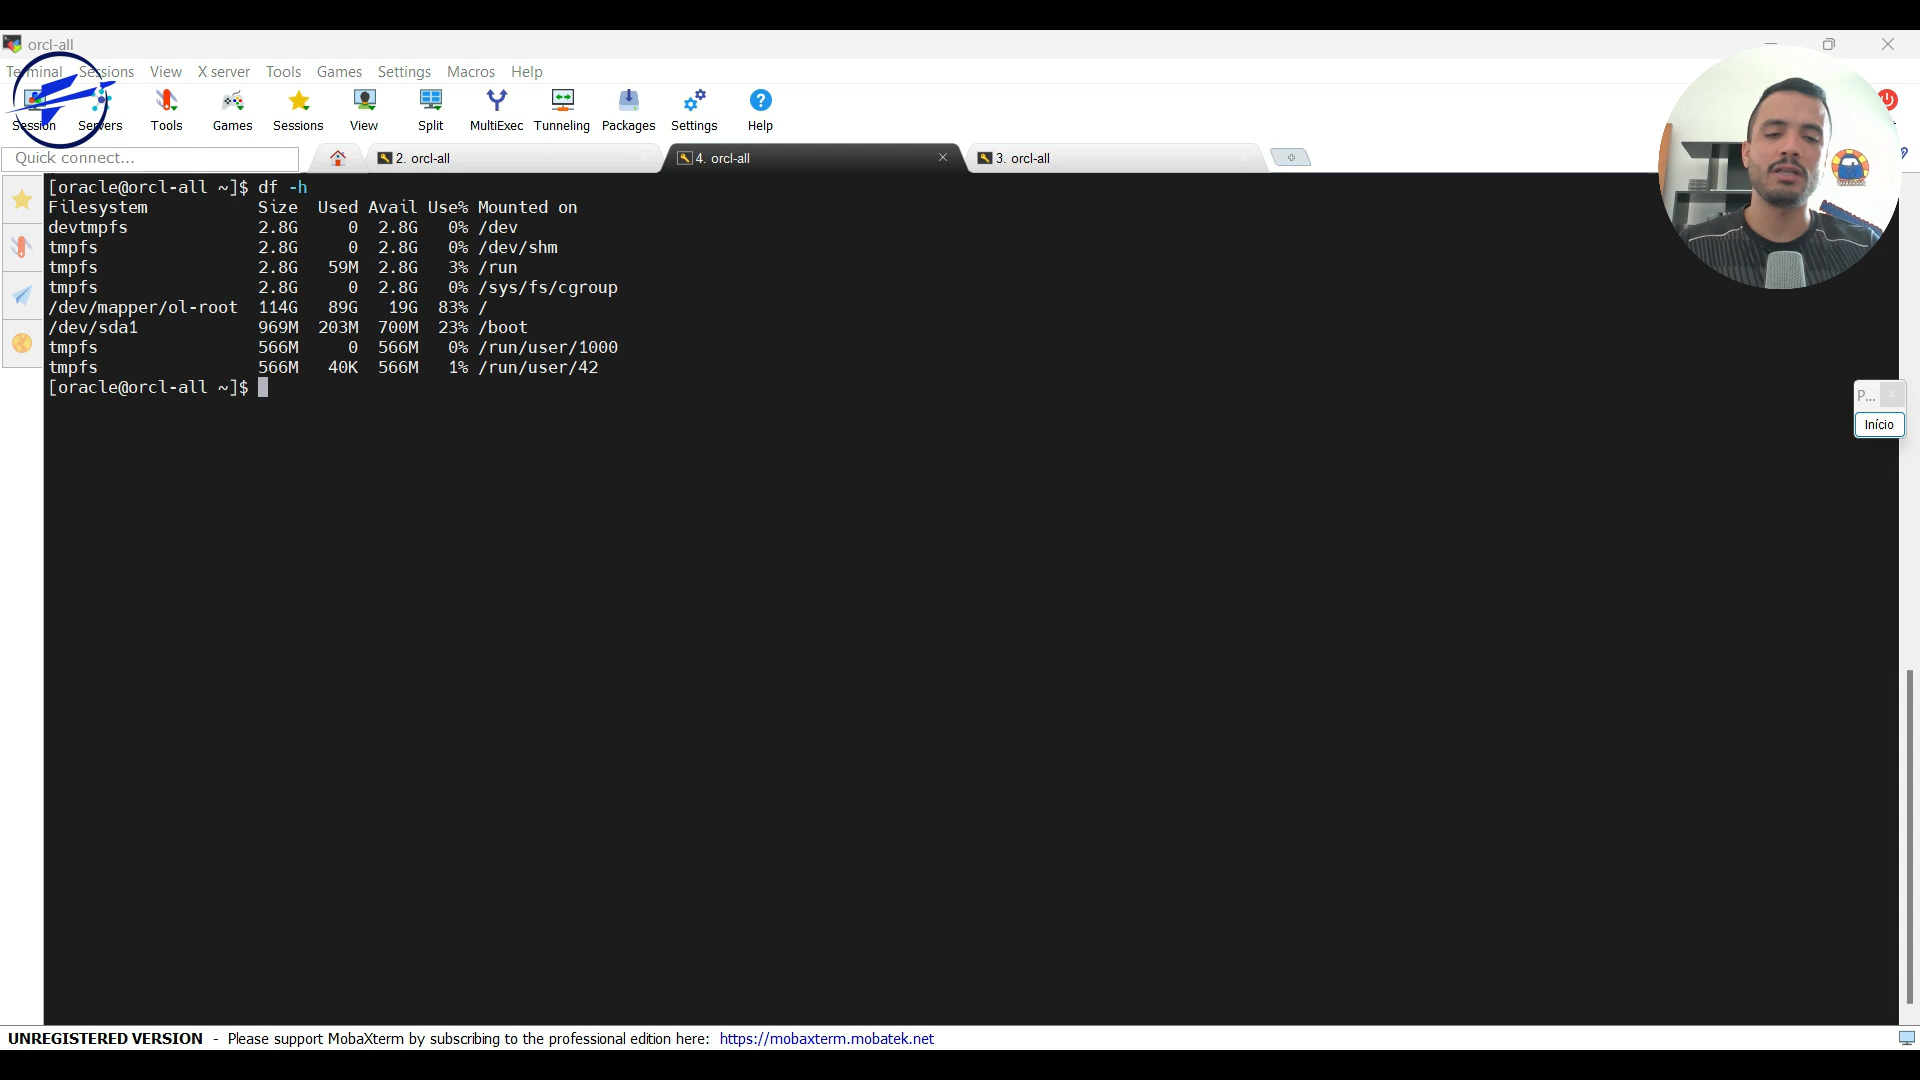 orcl-all
Terminal Sessions View X server Tools Games Settings Macros Help
Session Servers Tools Games Sessions View Split MultiExec Tunneling Packages Settings Help
Quick connect...
2. orcl-all
4. orcl-all
3. orcl-all
[oracle@orcl-all ~]$ df -h
Filesystem Size Used Avail Use% Mounted on
devtmpfs 2.8G 0 2.8G 0% /dev
tmpfs 2.8G 0 2.8G 0% /dev/shm
tmpfs 2.8G 59M 2.8G 3% /run
tmpfs 2.8G 0 2.8G 0% /sys/fs/cgroup
/dev/mapper/ol-root 114G 89G 19G 83% /
/dev/sda1 969M 203M 700M 23% /boot
tmpfs 566M 0 566M 0% /run/user/1000
tmpfs 566M 40K 566M 1% /run/user/42
[oracle@orcl-all ~]$
P...
Início
UNREGISTERED VERSION - Please support MobaXterm by subscribing to the professional edition here: https://mobaxterm.mobatek.net